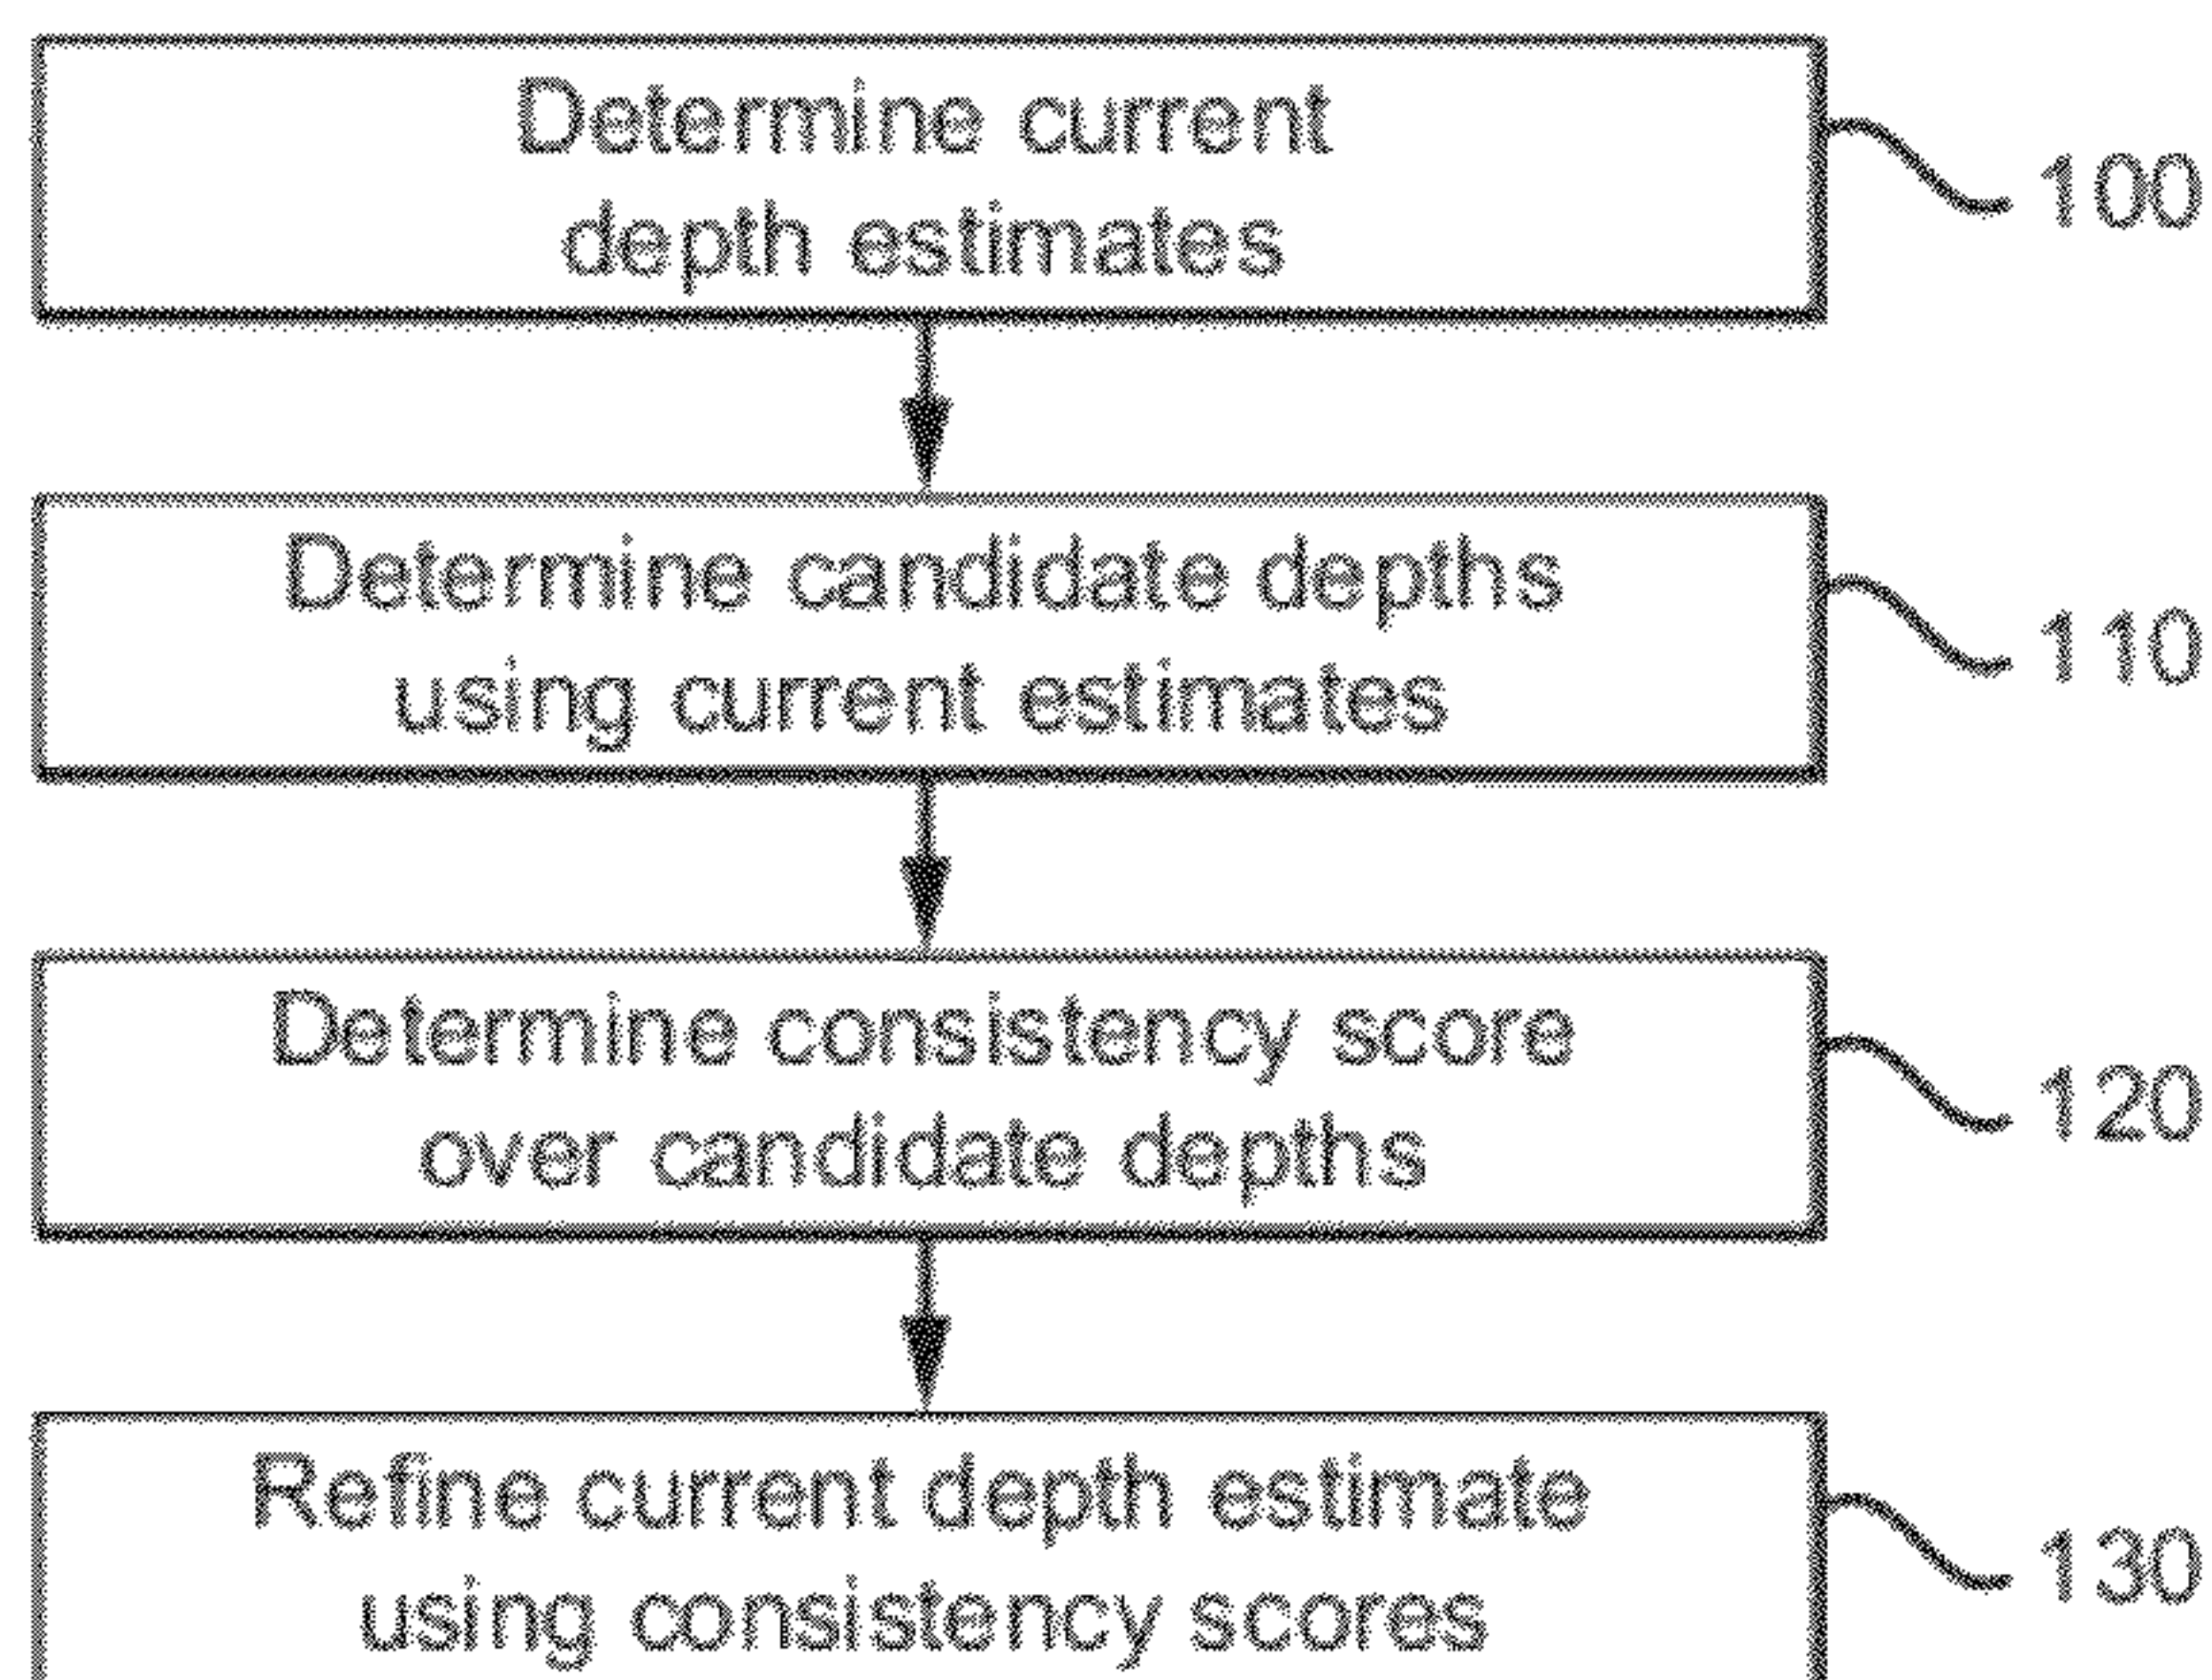 Determine current
depth estimates
100
Determine candidate depths
using current estimates
110
Determine consistency score
over candidate depths
120
Refine current depth estimate
using consistency scores
130